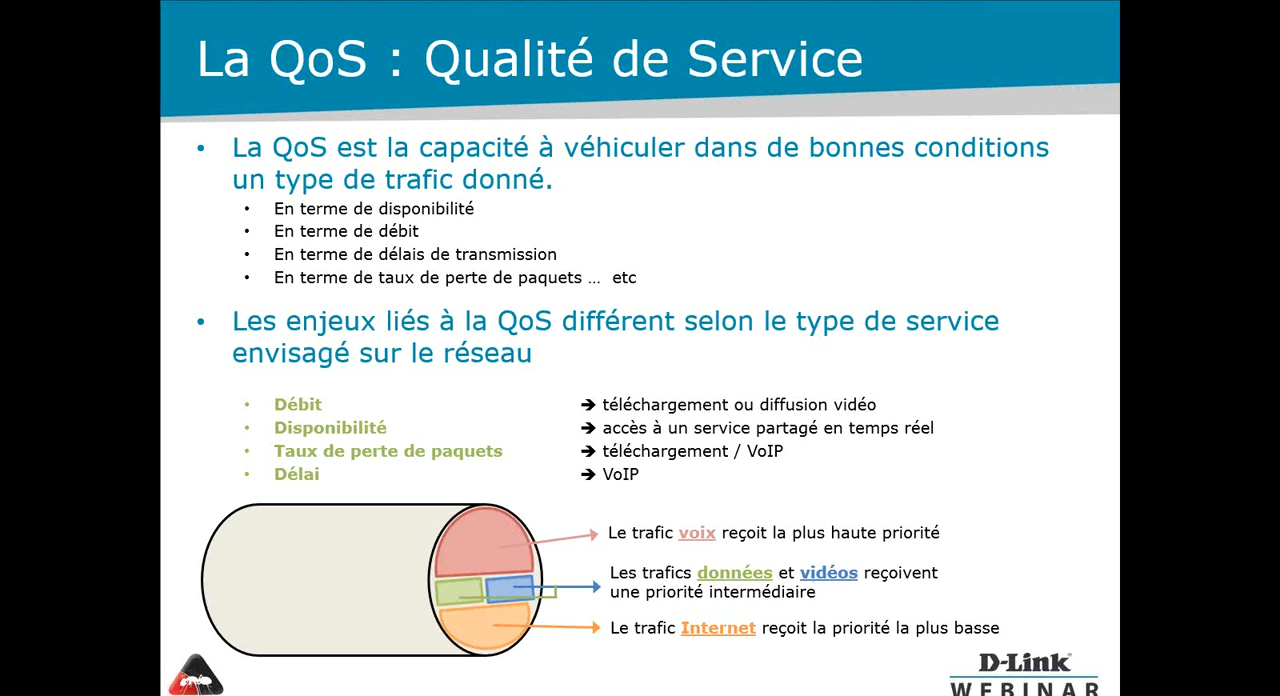 La QoS : Qualité de Service
• La QoS est la capacité à véhiculer dans de bonnes conditions
un type de trafic donné.
• En terme de disponibilité
• En terme de débit
• En terme de délais de transmission
• En terme de taux de perte de paquets … etc
• Les enjeux liés à la QoS différent selon le type de service
envisagé sur le réseau
• Débit ➔ téléchargement ou diffusion vidéo
• Disponibilité ➔ accès à un service partagé en temps réel
• Taux de perte de paquets ➔ téléchargement / VoIP
• Délai ➔ VoIP
Le trafic voix reçoit la plus haute priorité
Les trafics données et vidéos reçoivent
une priorité intermédiaire
Le trafic Internet reçoit la priorité la plus basse
D-Link
WEBINAR